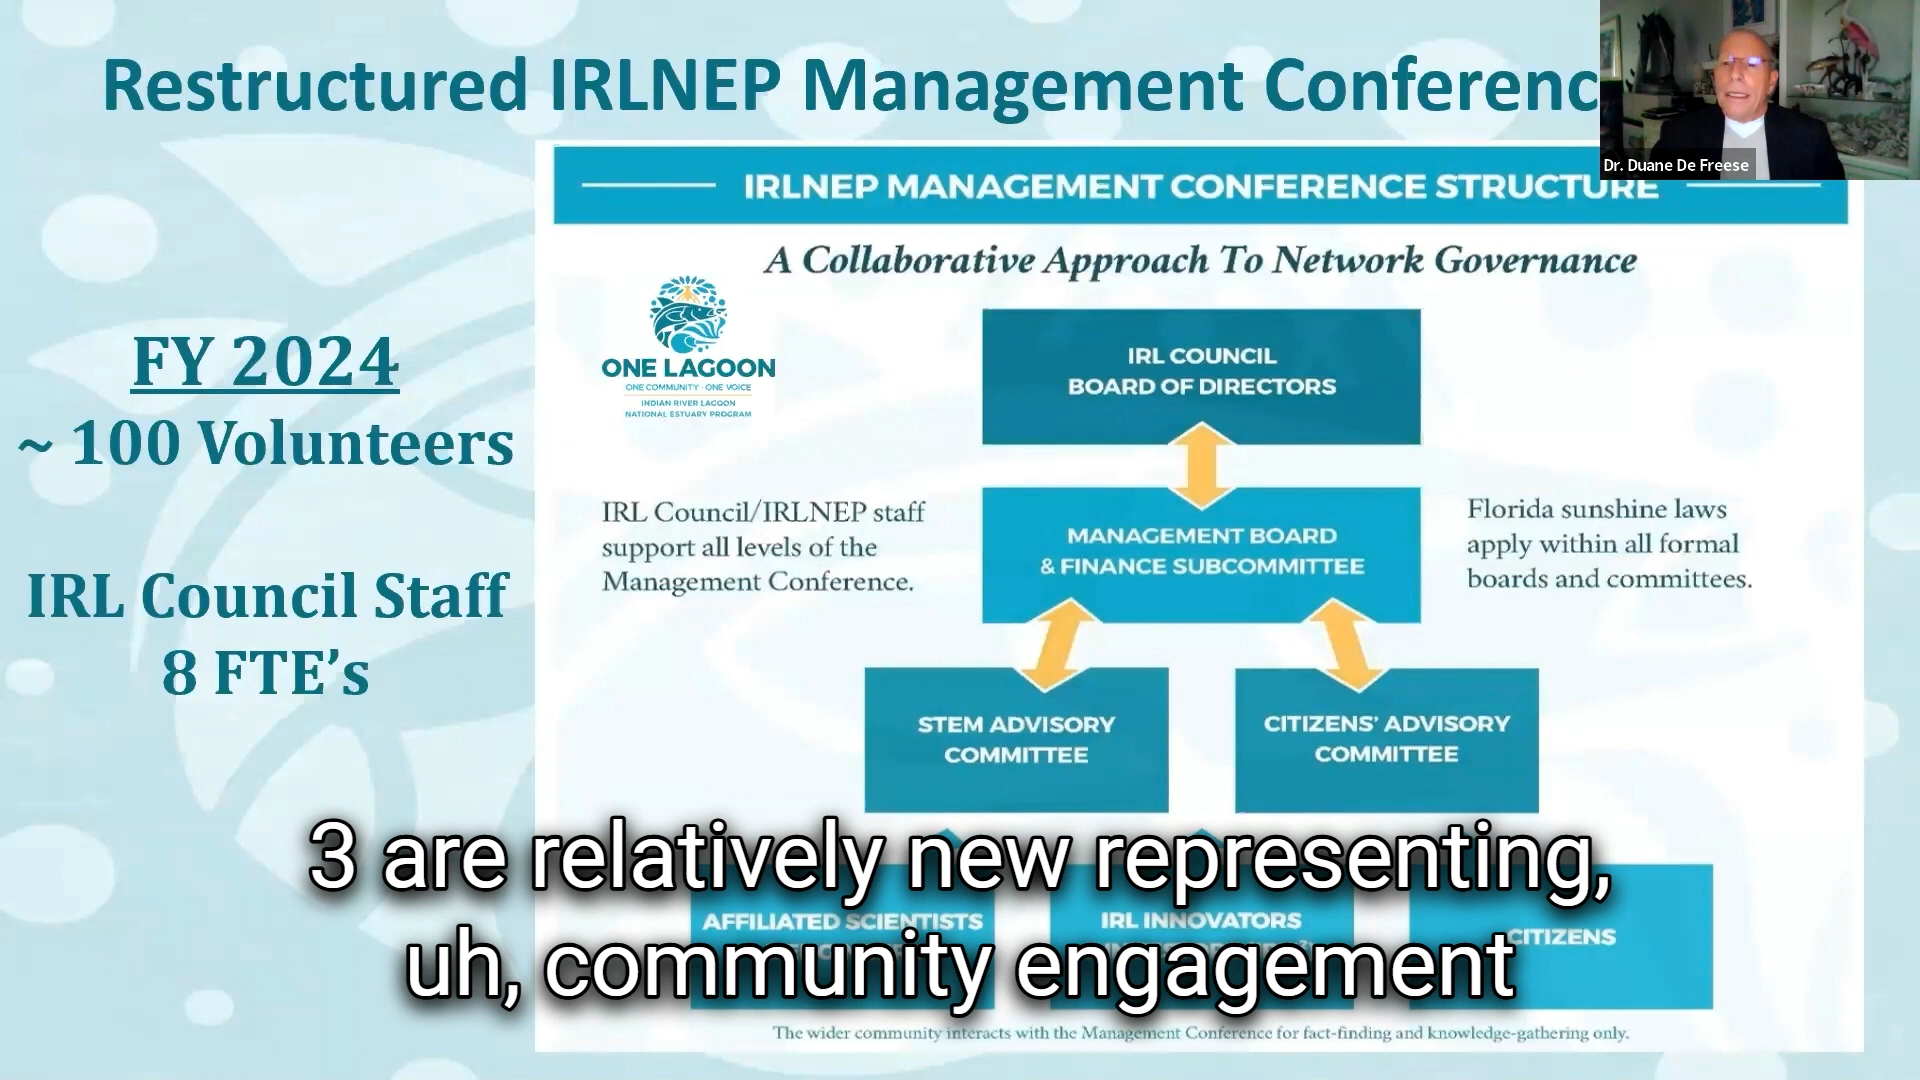 Restructured IRLNEP Management Conferenc
Dr. Duane De Freese
IRLNEP MANAGEMENT CONFERENCE STRUCTURE
A Collaborative Approach To Network Governance
ONE LAGOON
ONE COMMUNITY · ONE VOICE
INDIAN RIVER LAGOON
NATIONAL ESTUARY PROGRAM
FY 2024
~ 100 Volunteers
IRL Council Staff
8 FTE's
IRL COUNCIL
BOARD OF DIRECTORS
IRL Council/IRLNEP staff
support all levels of the
Management Conference.
MANAGEMENT BOARD
& FINANCE SUBCOMMITTEE
Florida sunshine laws
apply within all formal
boards and committees.
STEM ADVISORY
COMMITTEE
CITIZENS' ADVISORY
COMMITTEE
3 are relatively new representing,
uh, community engagement
AFFILIATED SCIENTISTS
IRL INNOVATORS
CITIZENS
The wider community interacts with the Management Conference for fact-finding and knowledge-gathering only.